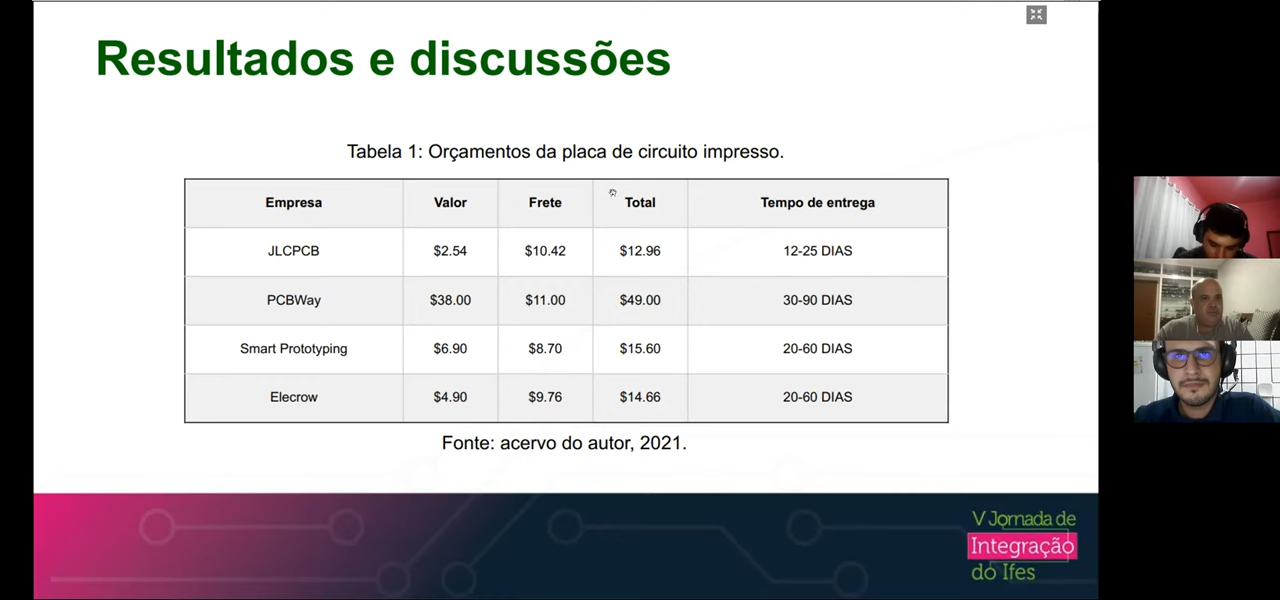 Resultados e discussões
Tabela 1: Orçamentos da placa de circuito impresso.
Empresa Valor Frete Total Tempo de entrega
JLCPCB $2.54 $10.42 $12.96 12-25 DIAS
PCBWay $38.00 $11.00 $49.00 30-90 DIAS
Smart Prototyping $6.90 $8.70 $15.60 20-60 DIAS
Elecrow $4.90 $9.76 $14.66 20-60 DIAS
Fonte: acervo do autor, 2021.
V Jornada de
Integração
do Ifes